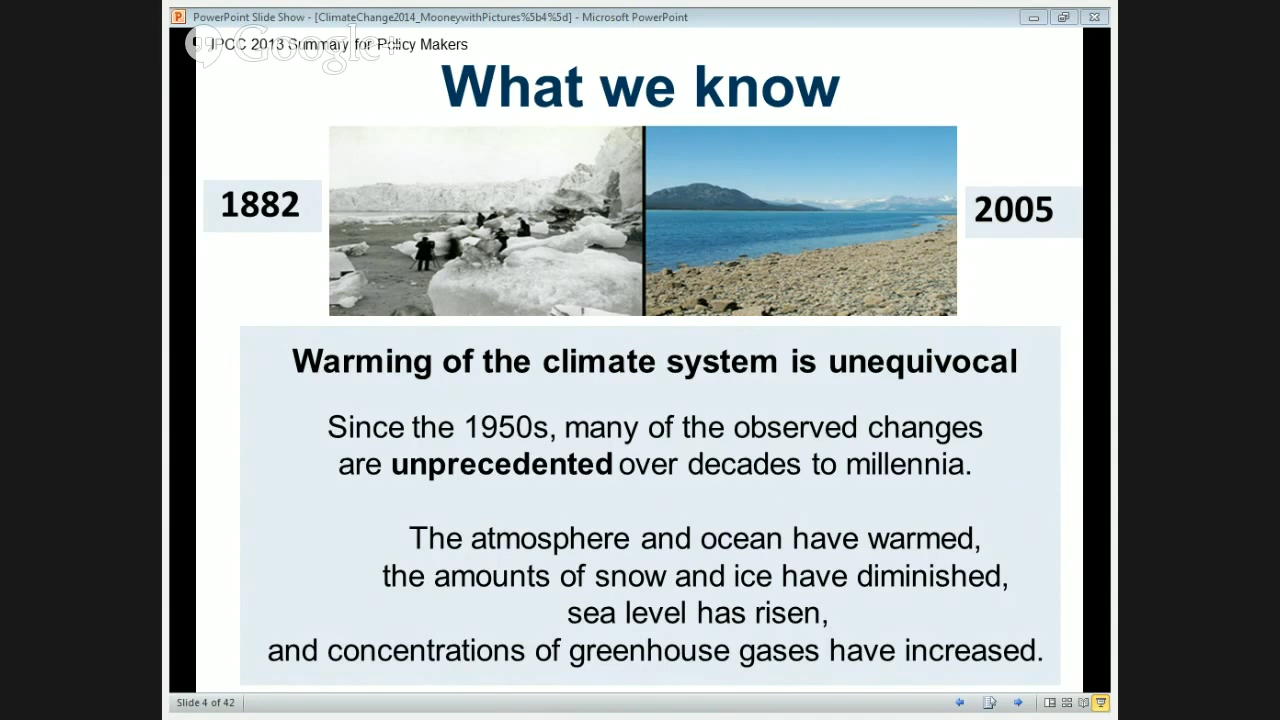 PowerPoint Slide Show - [ClimateChange2014_MooneywithPictures%5b4%5d] - Microsoft PowerPoint
IPCC 2013 Summary for Policy Makers
Google+
What we know
1882
2005
Warming of the climate system is unequivocal
Since the 1950s, many of the observed changes
are unprecedented over decades to millennia.
The atmosphere and ocean have warmed,
the amounts of snow and ice have diminished,
sea level has risen,
and concentrations of greenhouse gases have increased.
Slide 4 of 42